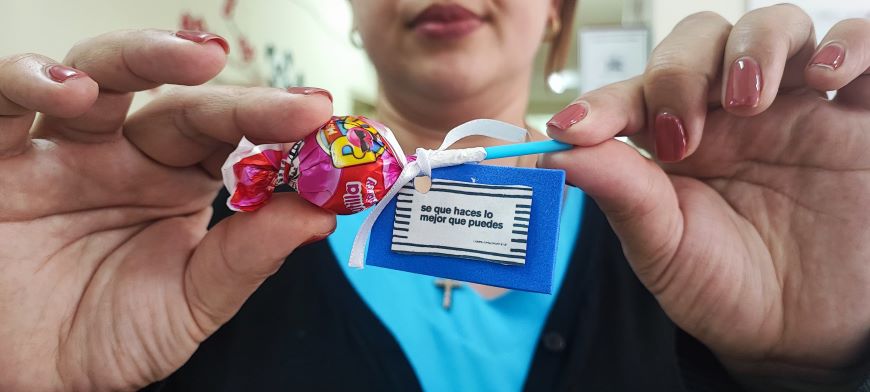 se que haces lo
mejor que puedes